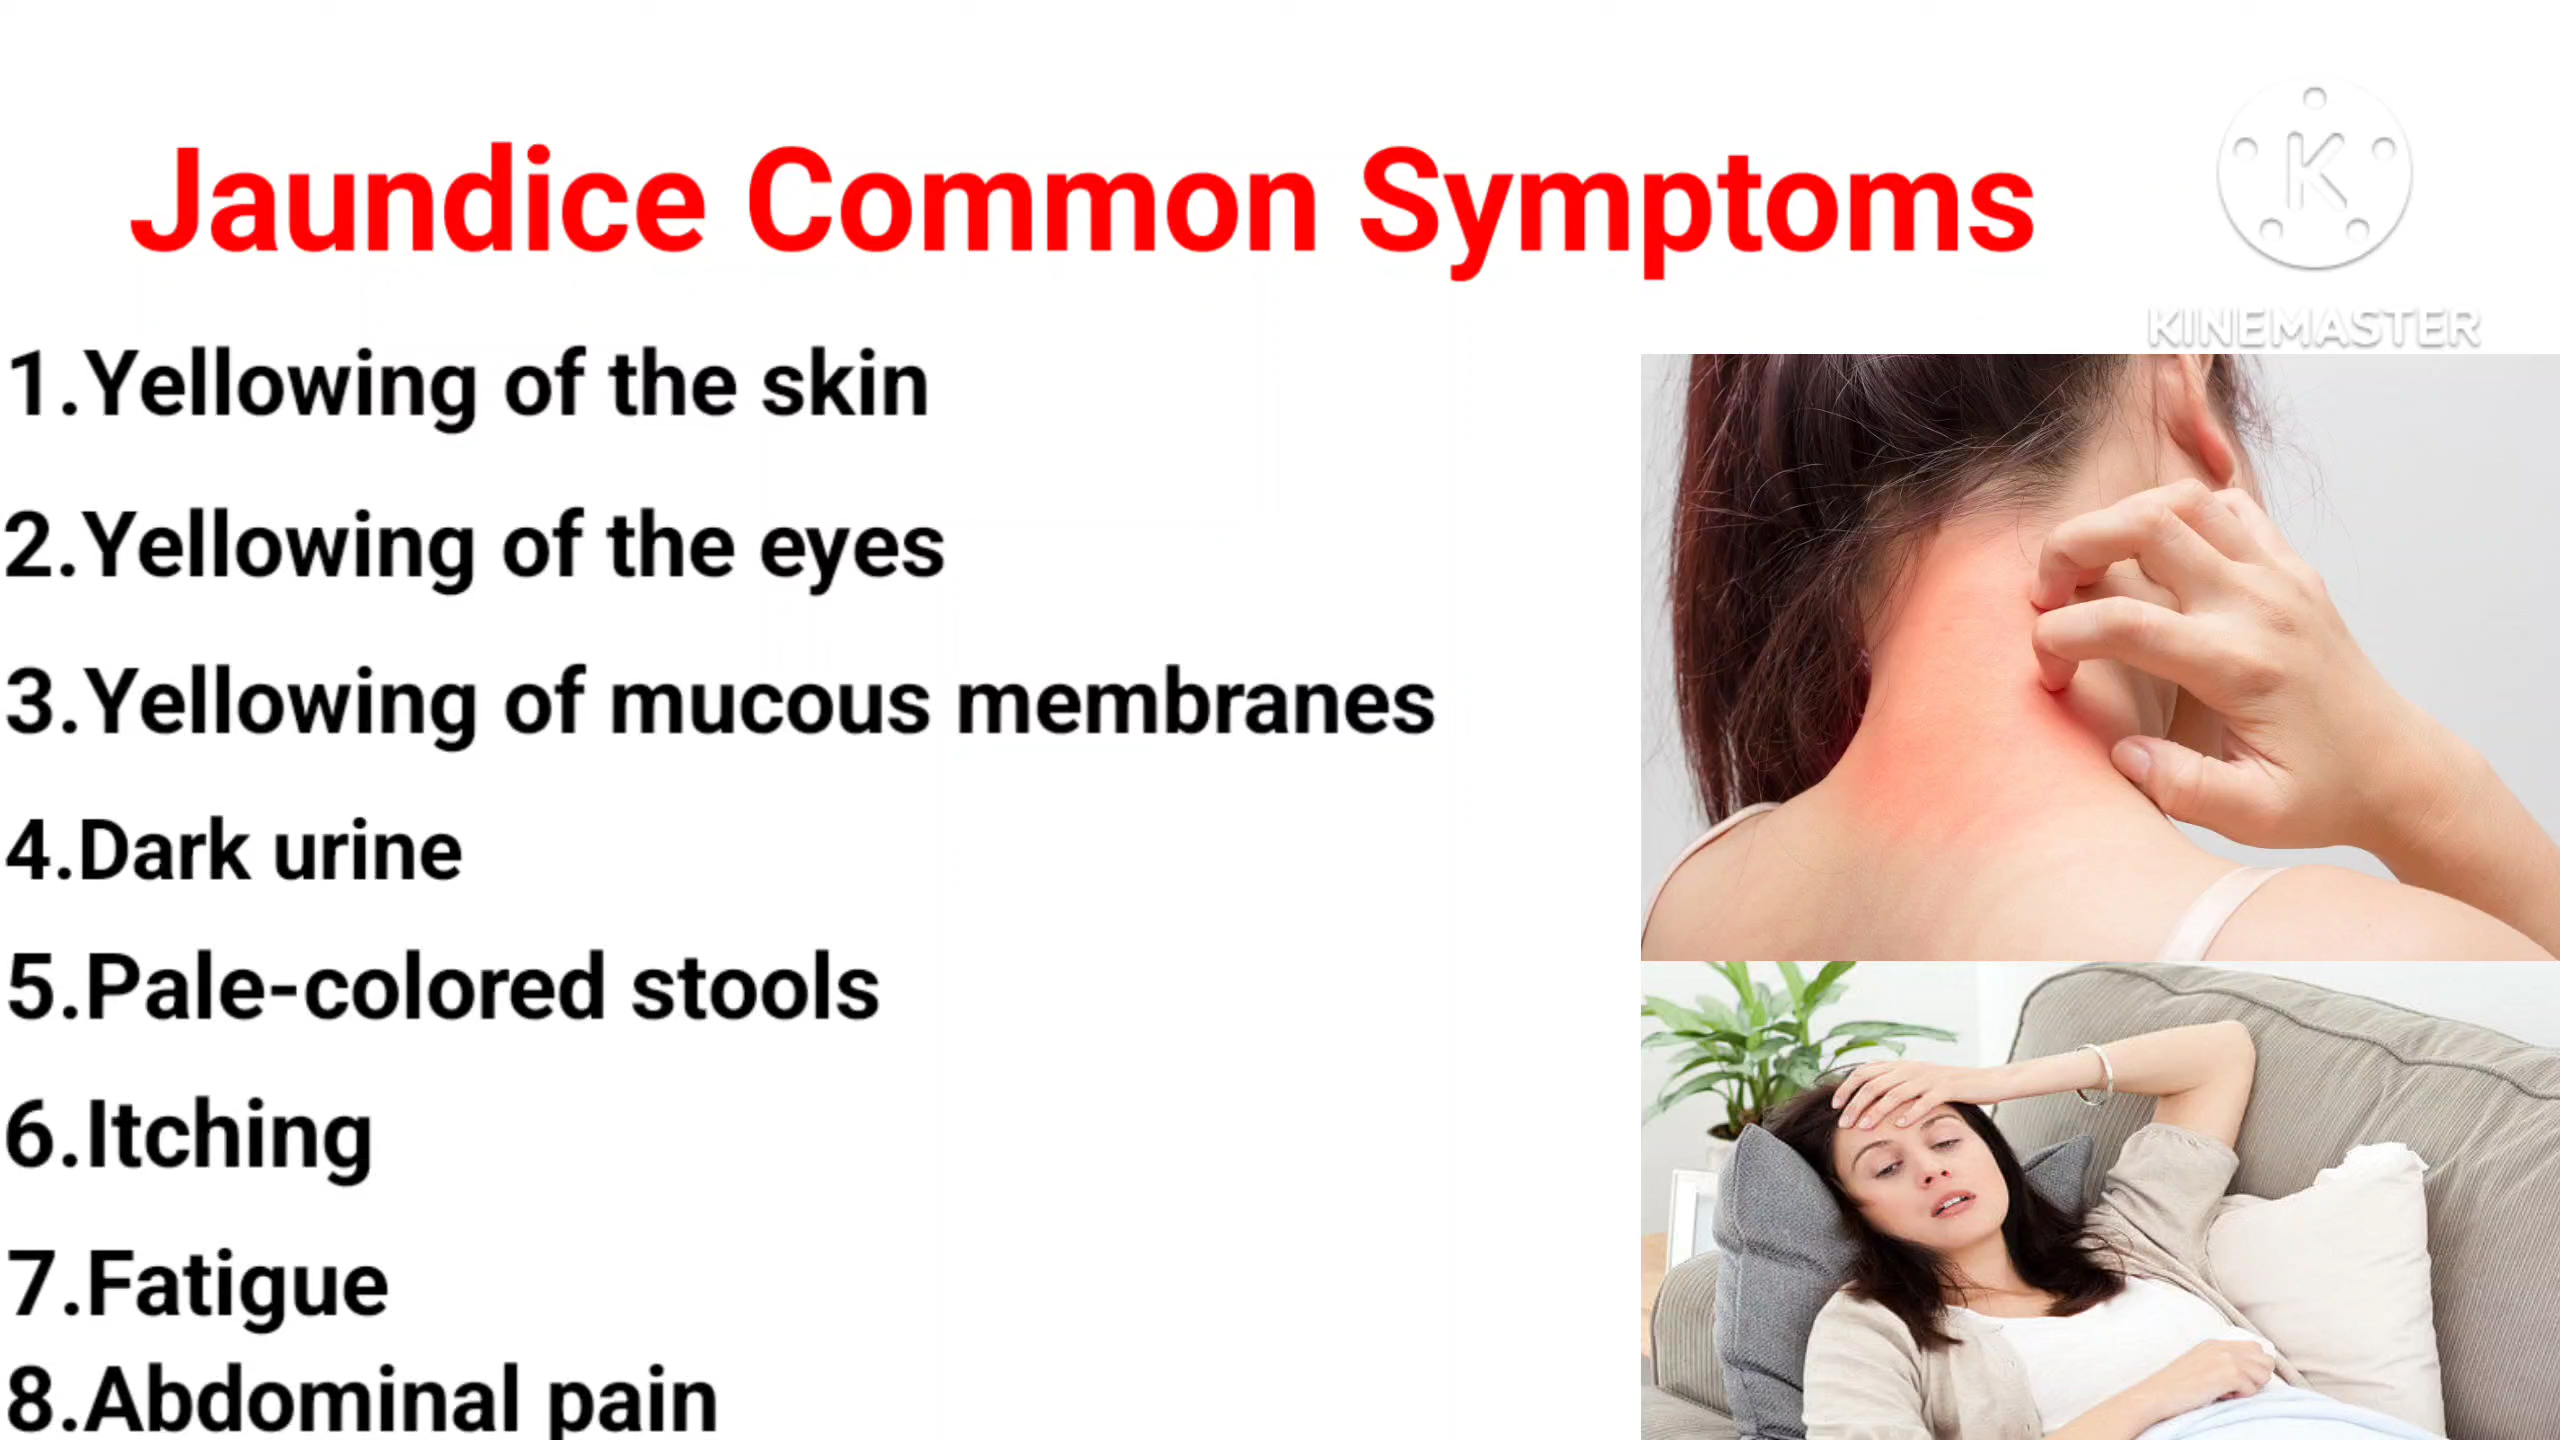 Jaundice Common Symptoms
K
KINEMASTER
1.Yellowing of the skin
2.Yellowing of the eyes
3.Yellowing of mucous membranes
4.Dark urine
5.Pale-colored stools
6.Itching
7.Fatigue
8.Abdominal pain